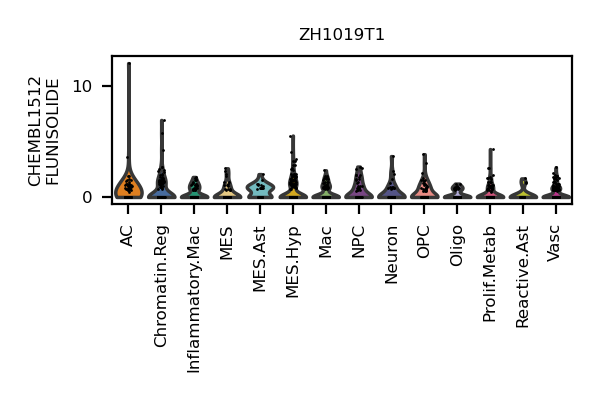 ZH1019T1
CHEMBL1512
FLUNISOLIDE
10
0
AC
Chromatin.Reg
Inflammatory.Mac
MES
MES.Ast
MES.Hyp
Mac
NPC
Neuron
OPC
Oligo
Prolif.Metab
Reactive.Ast
Vasc